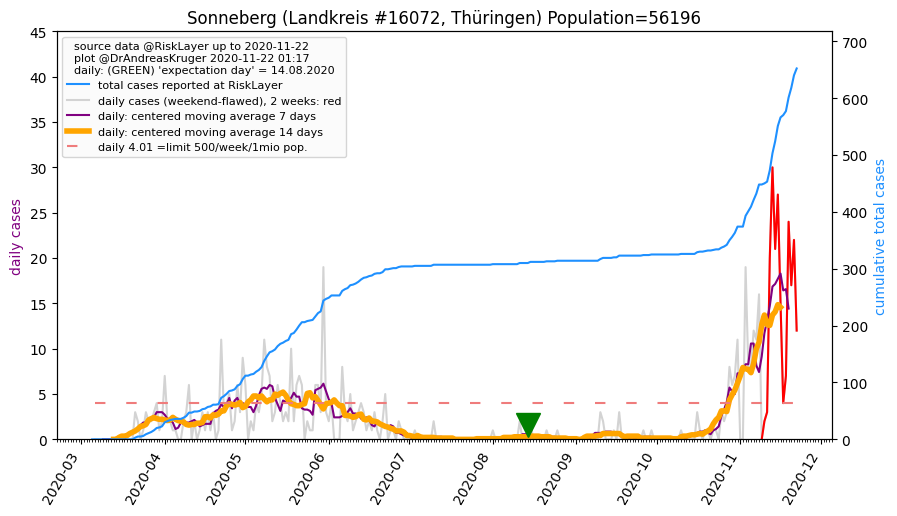 Sonneberg (Landkreis #16072, Thüringen) Population=56196
source data @RiskLayer up to 2020-11-22
plot @DrAndreasKruger 2020-11-22 01:17
daily: (GREEN) 'expectation day' = 14.08.2020
total cases reported at RiskLayer
daily cases (weekend-flawed), 2 weeks: red
daily: centered moving average 7 days
daily: centered moving average 14 days
daily 4.01 =limit 500/week/1mio pop.
daily cases
45
40
35
30
25
20
15
10
5
0
cumulative total cases
700
600
500
400
300
200
100
0
2020-03
2020-04
2020-05
2020-06
2020-07
2020-08
2020-09
2020-10
2020-11
2020-12